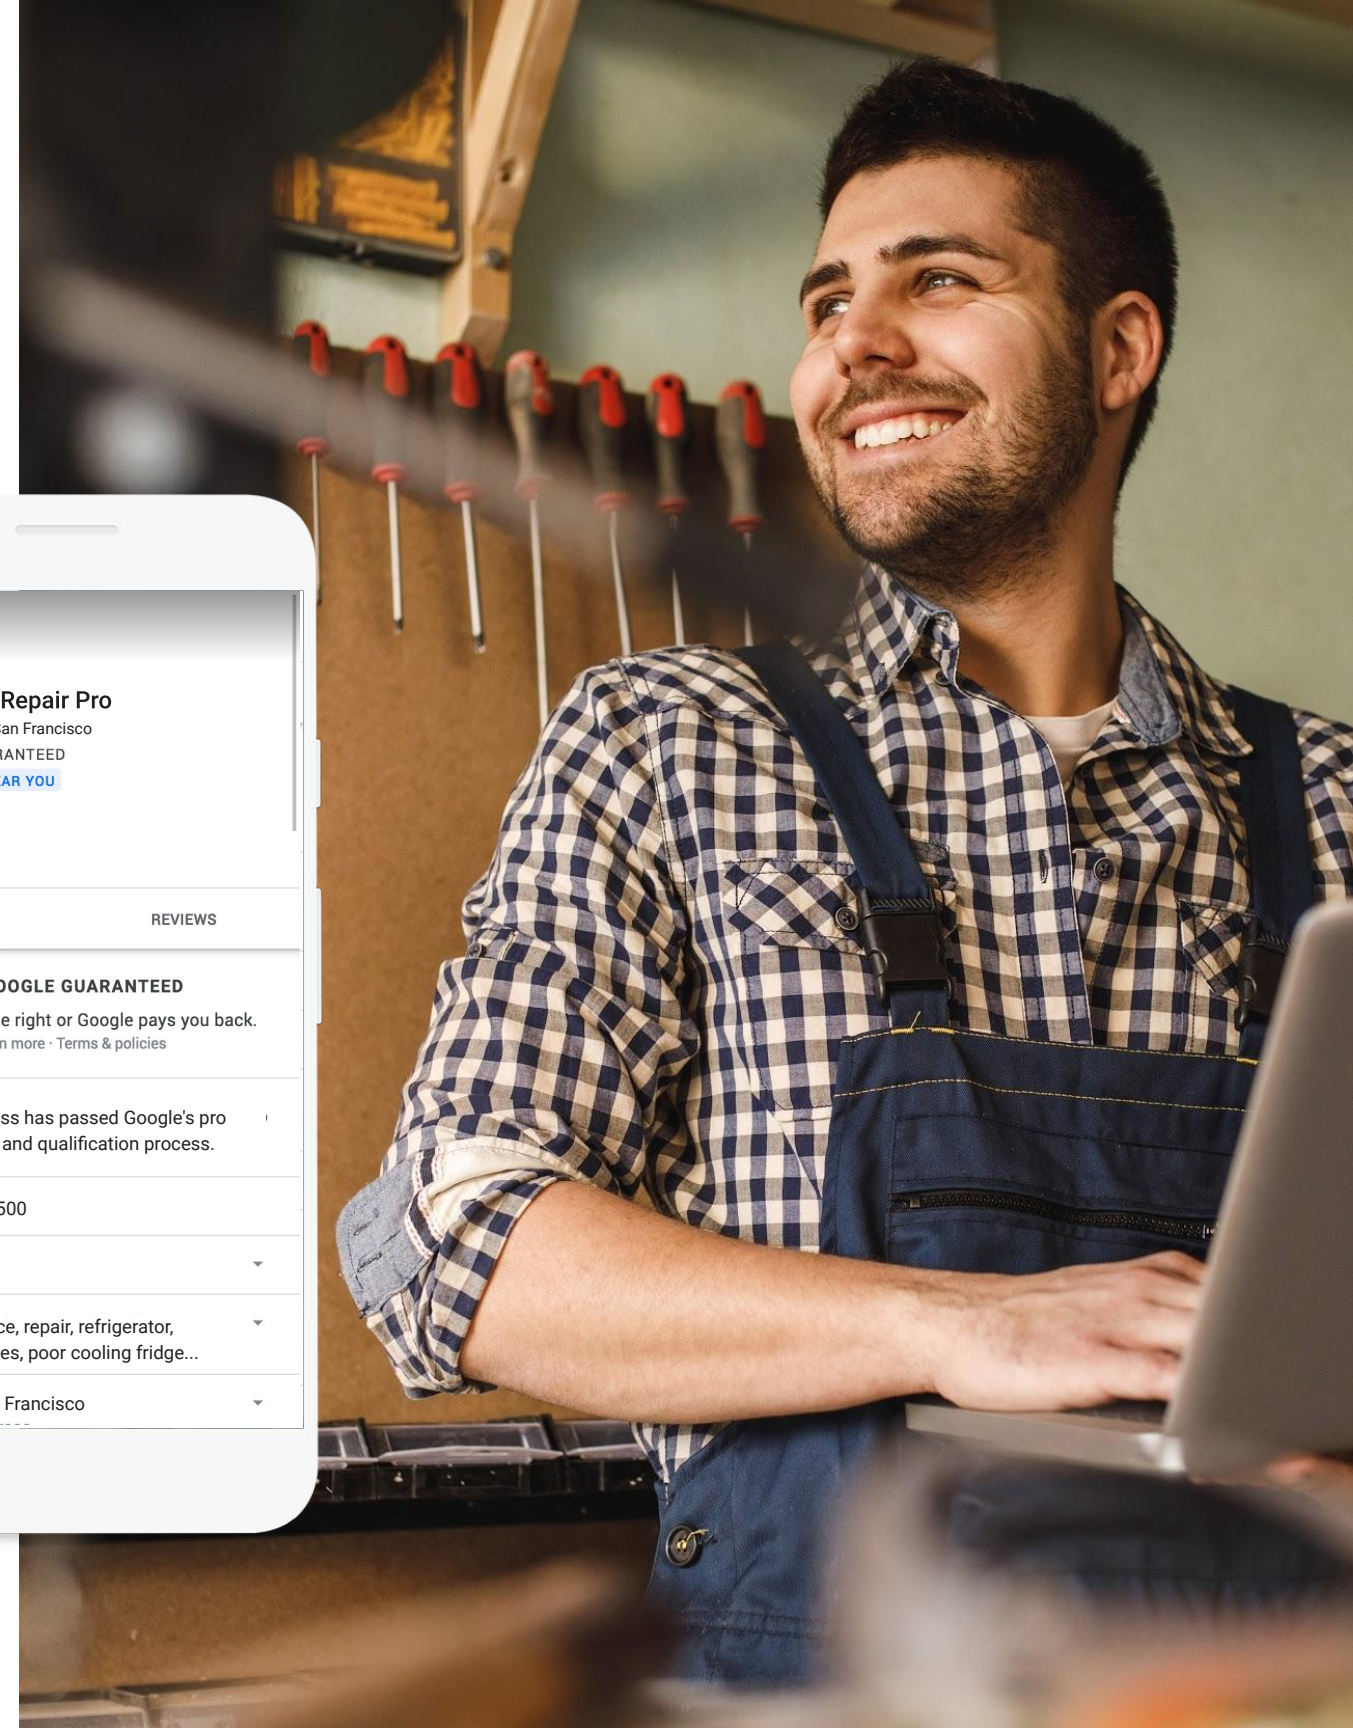 Repair Pro
an Francisco
RANTEED
AR YOU
REVIEWS
OOGLE GUARANTEED
e right or Google pays you back.
n more · Terms & policies
ss has passed Google's pro
and qualification process.
500
ce, repair, refrigerator,
es, poor cooling fridge...
Francisco